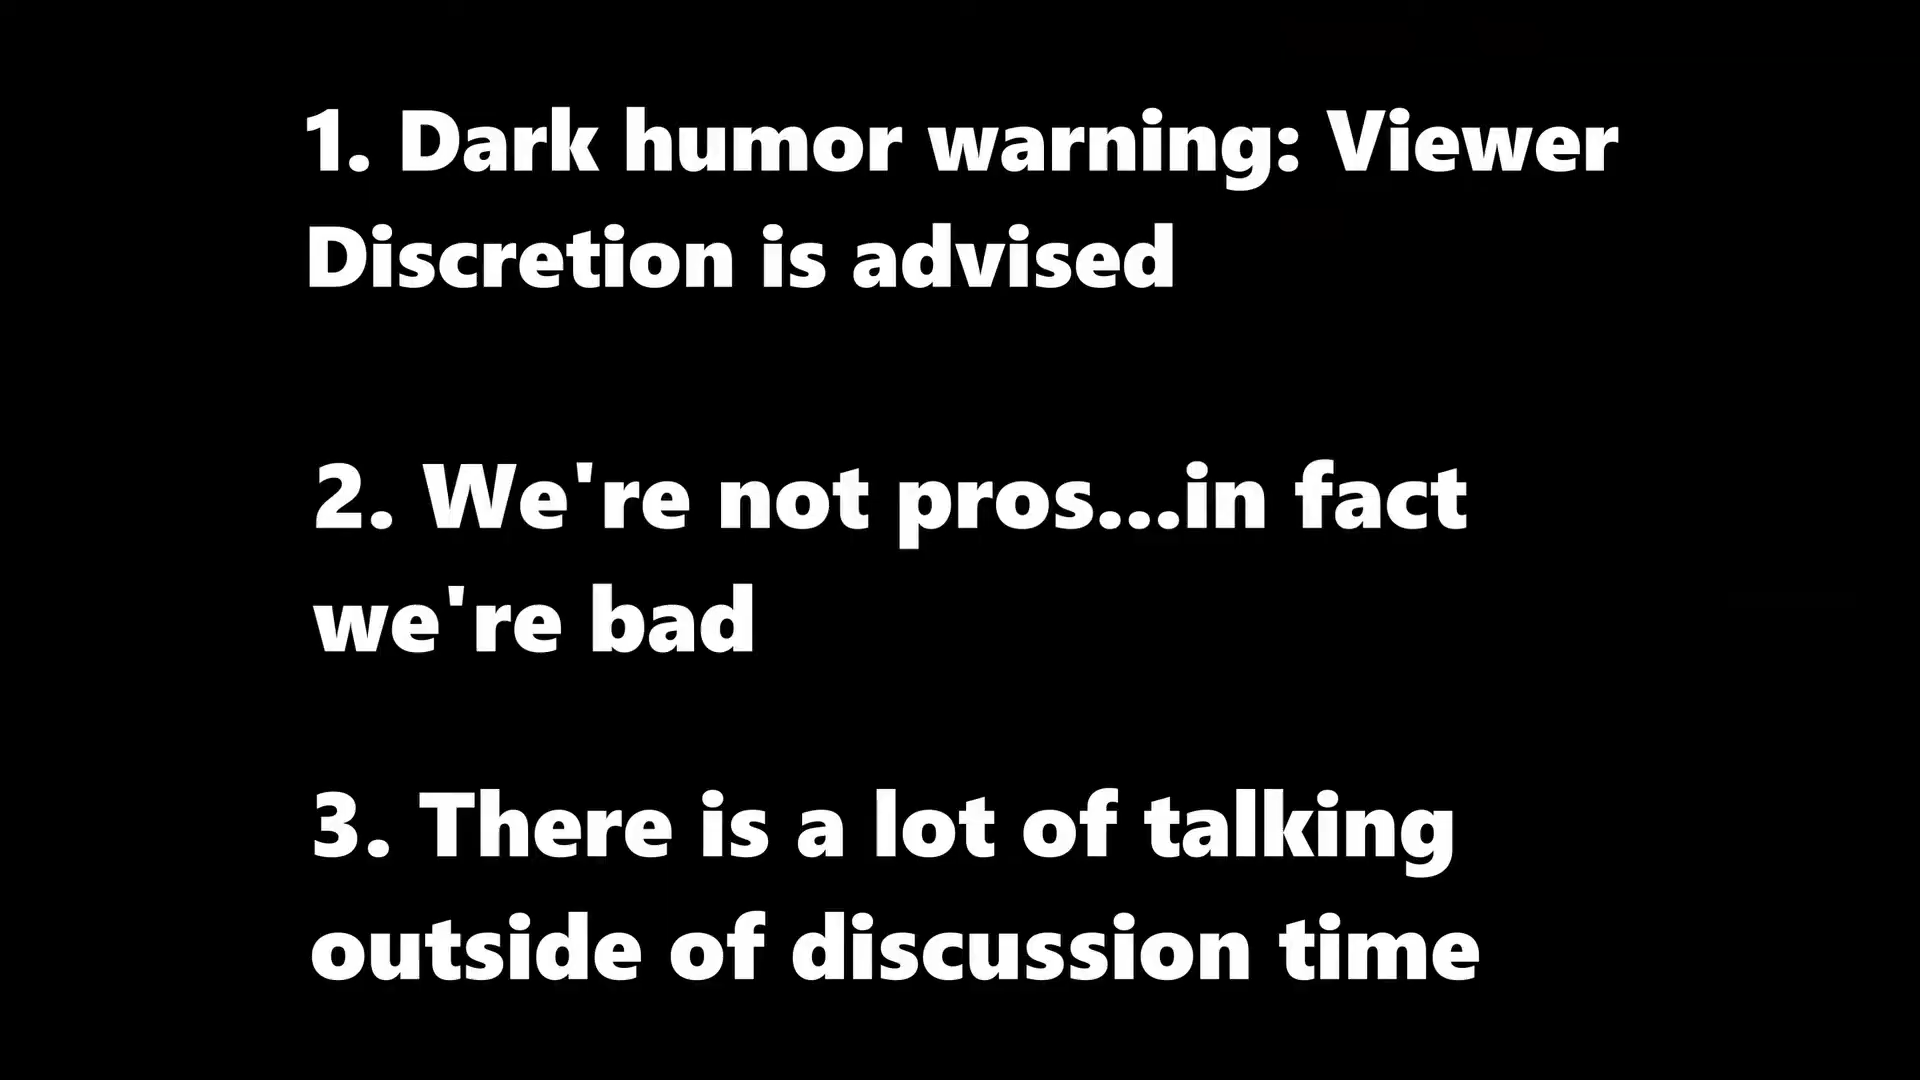 1. Dark humor warning: Viewer
Discretion is advised
2. We're not pros...in fact
we're bad
3. There is a lot of talking
outside of discussion time